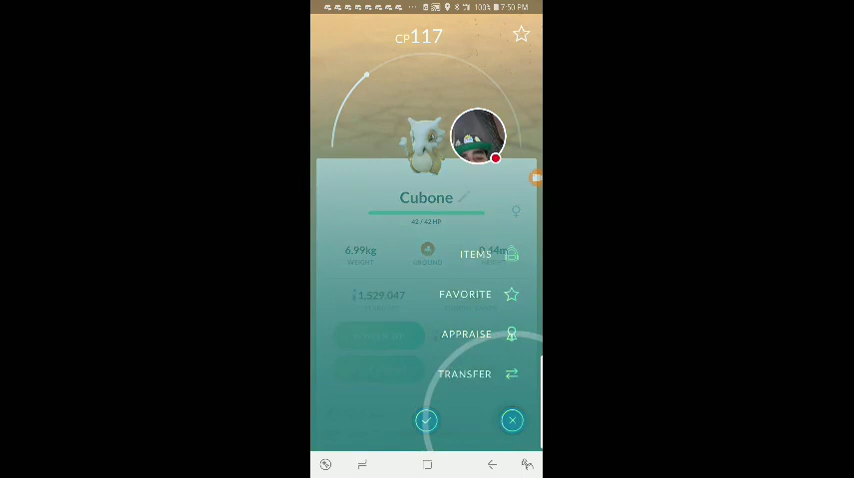 100% 7:50 PM
CP117
Cubone
42 / 42 HP
6.99kg
WEIGHT
GROUND
ITEMS
1,529,047
FAVORITE
APPRAISE
TRANSFER